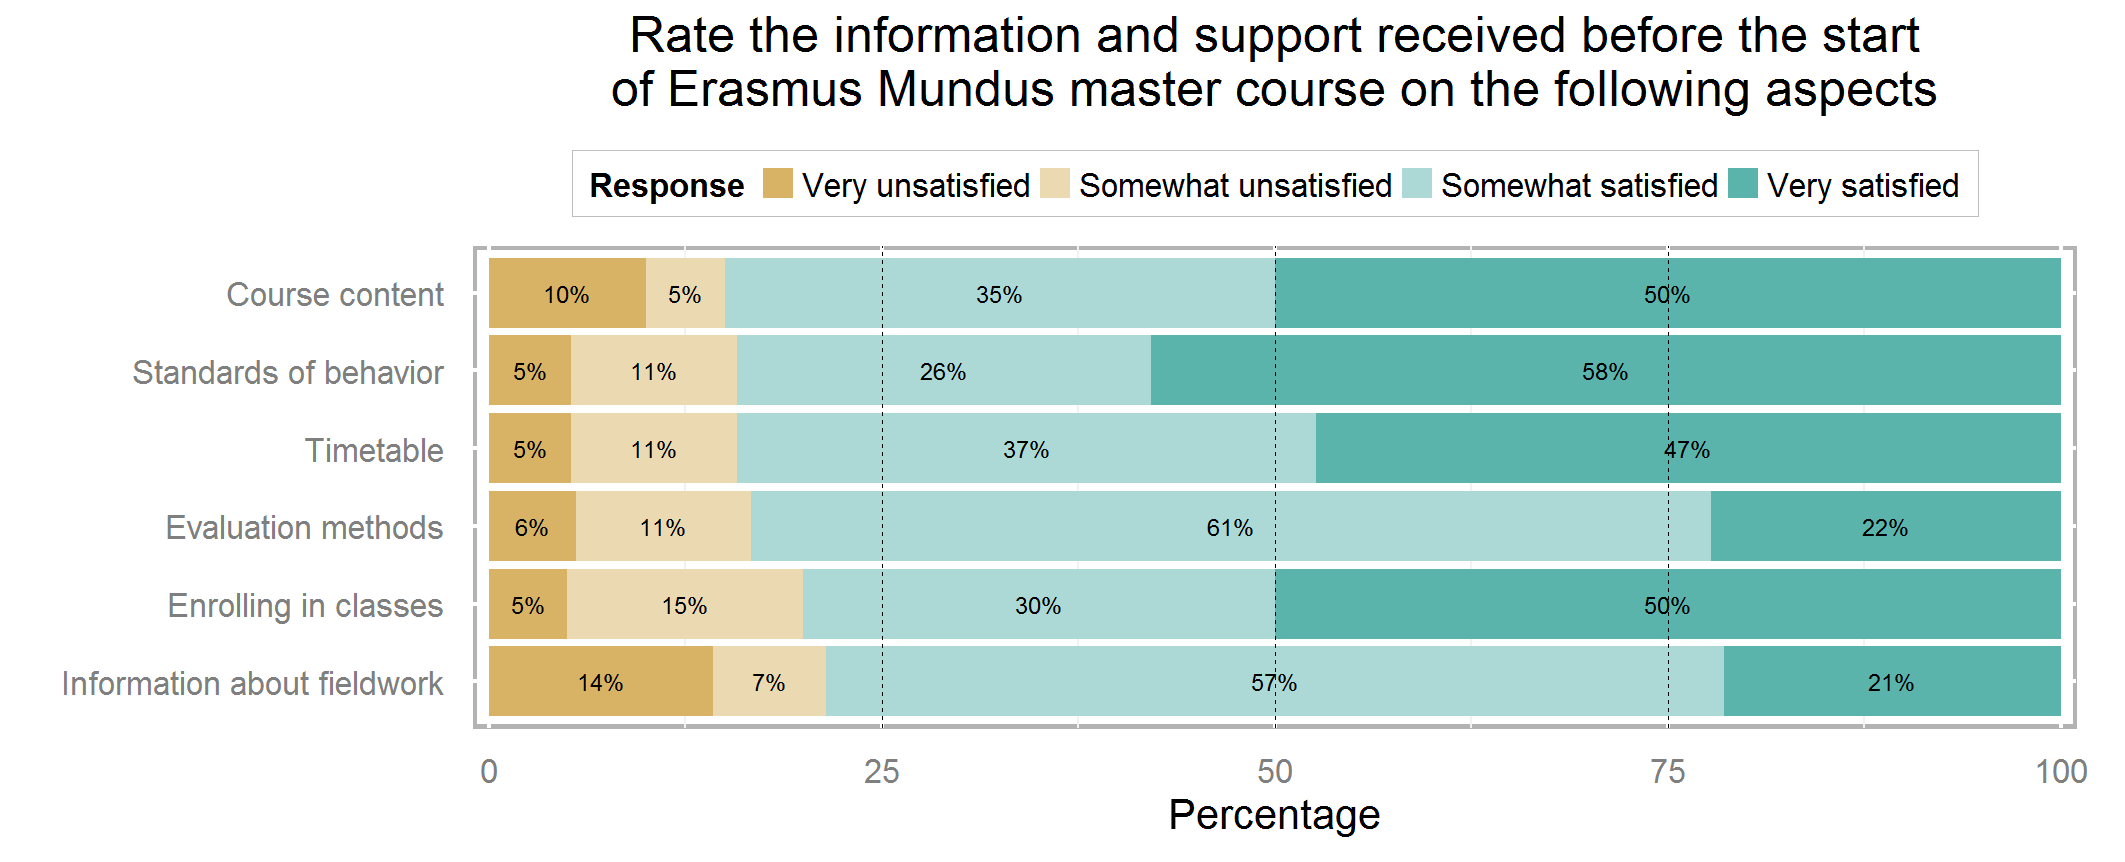 Rate the information and support received before the start
of Erasmus Mundus master course on the following aspects
Response Very unsatisfied Somewhat unsatisfied Somewhat satisfied Very satisfied
Course content 10% 5% 35% 50%
Standards of behavior 5% 11% 26% 58%
Timetable 5% 11% 37% 47%
Evaluation methods 6% 11% 61% 22%
Enrolling in classes 5% 15% 30% 50%
Information about fieldwork 14% 7% 57% 21%
0 25 50 75 100
Percentage